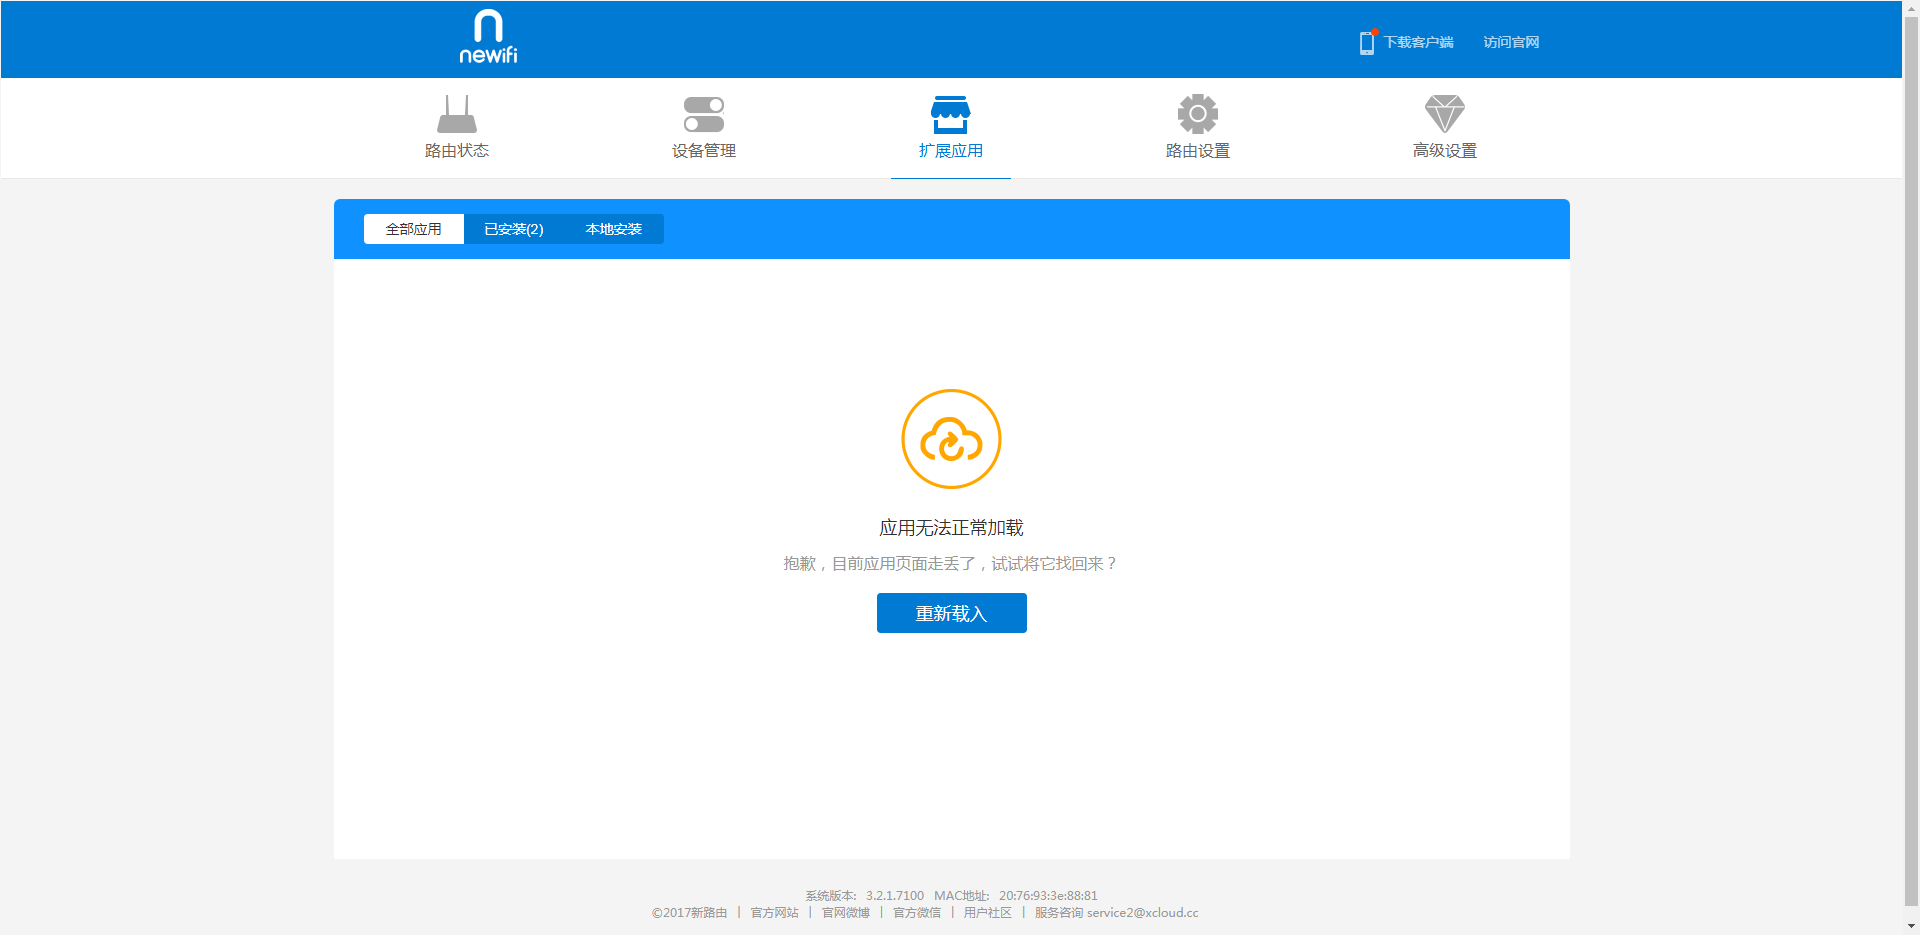 newifi
下载客户端 访问官网
路由状态 设备管理 扩展应用 路由设置 高级设置
全部应用 已安装(2) 本地安装
应用无法正常加载
抱歉，目前应用页面走丢了，试试将它找回来？
重新载入
系统版本: 3.2.1.7100 MAC地址: 20:76:93:3e:88:81
©2017新路由 | 官方网站 | 官网微博 | 官方微信 | 用户社区 | 服务咨询 service2@xcloud.cc